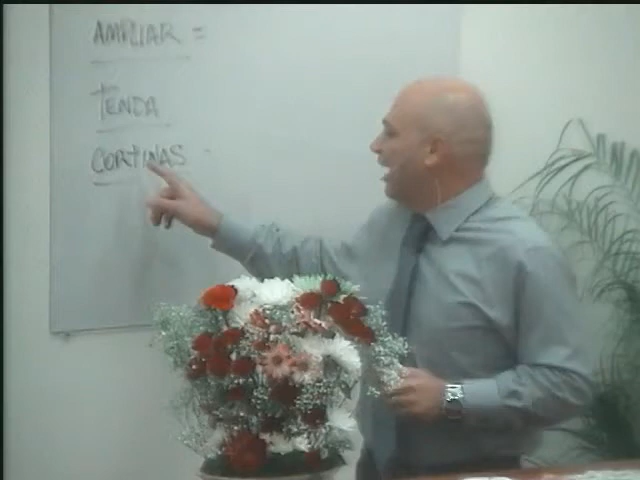 AMPLIAR =
TENDA
CORTINAS -